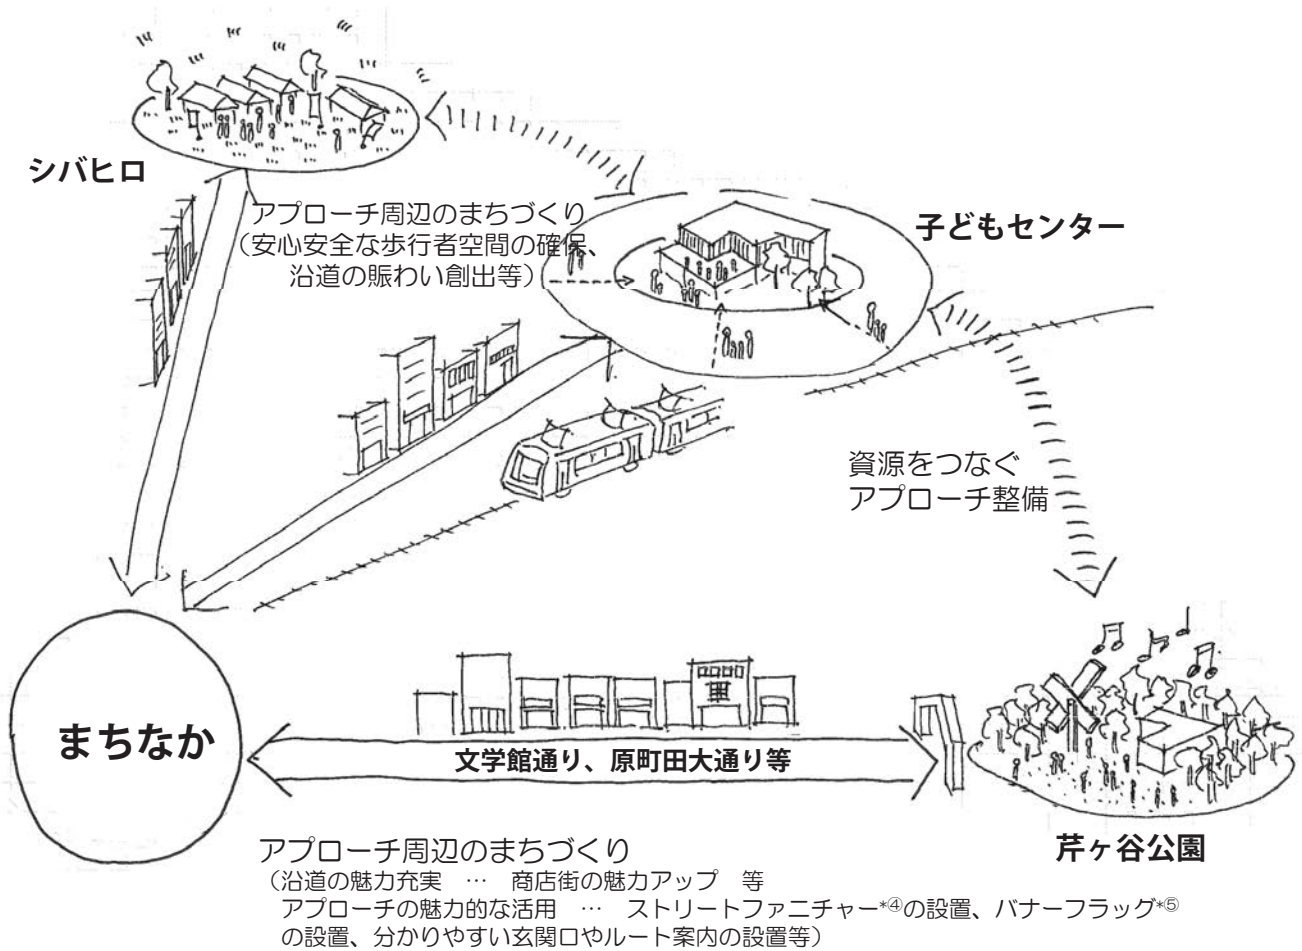 シバヒロ
アプローチ周辺のまちづくり
（安心安全な歩行者空間の確保、
沿道の賑わい創出等）
子どもセンター
資源をつなぐ
アプローチ整備
まちなか
文学館通り、原町田大通り等
芹ヶ谷公園
アプローチ周辺のまちづくり
（沿道の魅力充実　…　商店街の魅力アップ　等
アプローチの魅力的な活用　…　ストリートファニチャー*④の設置、バナーフラッグ*⑤
の設置、分かりやすい玄関口やルート案内の設置等）